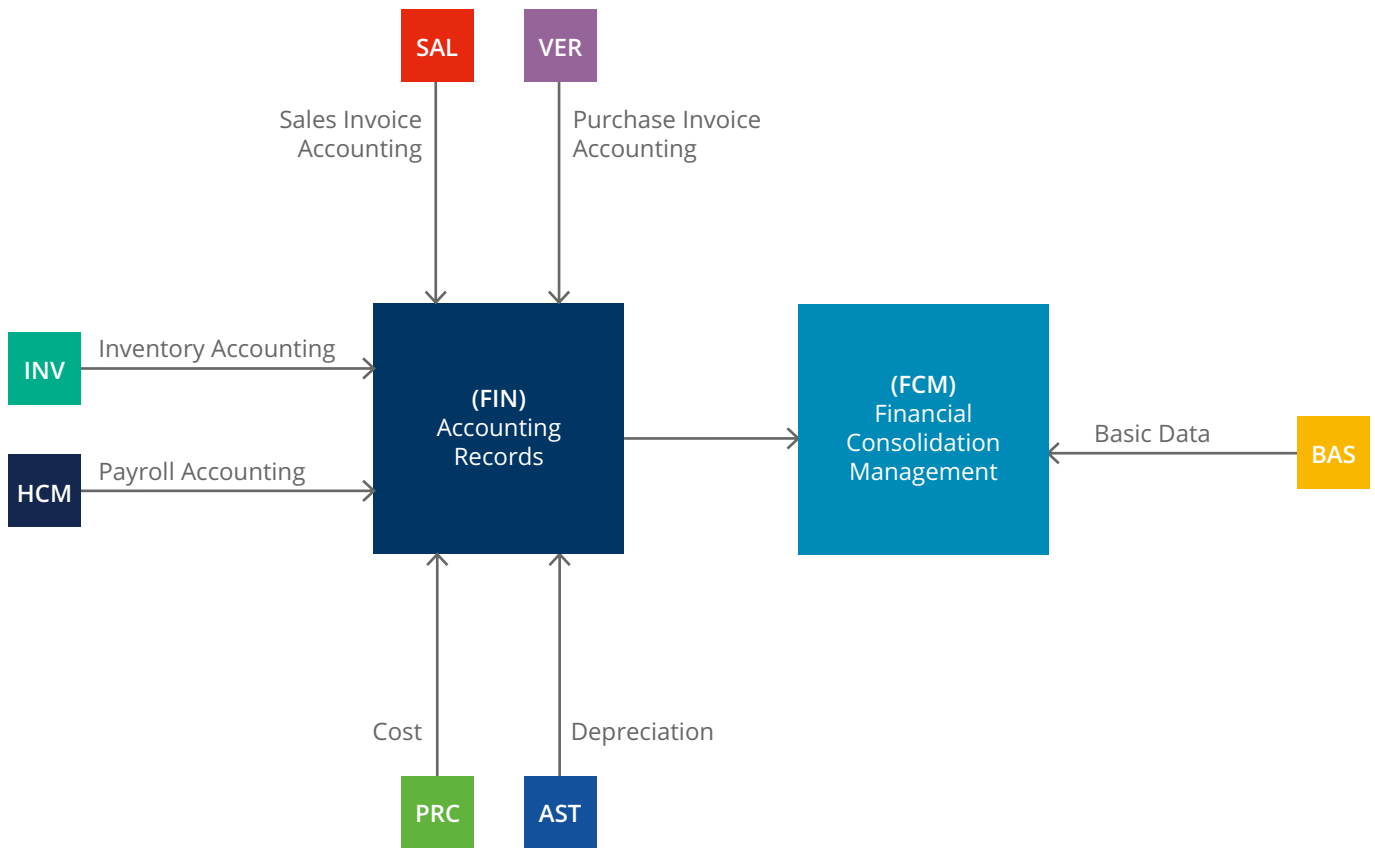 SAL
VER
Sales Invoice
Accounting
Purchase Invoice
Accounting
INV
Inventory Accounting
HCM
Payroll Accounting
(FIN)
Accounting
Records
(FCM)
Financial
Consolidation
Management
Basic Data
BAS
Cost
Depreciation
PRC
AST